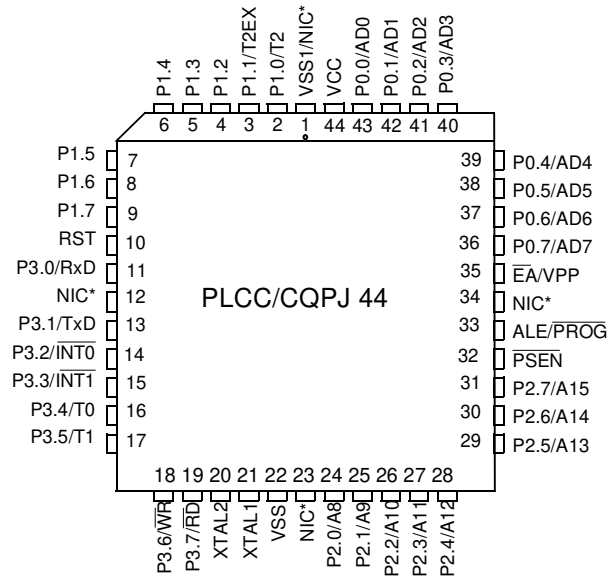 P1.4
P1.3
P1.2
P1.1/T2EX
P1.0/T2
VSS1/NIC*
VCC
P0.0/AD0
P0.1/AD1
P0.2/AD2
P0.3/AD3
6 5 4 3 2 1 44 43 42 41 40
P1.5 7
P1.6 8
P1.7 9
RST 10
P3.0/RxD 11
NIC* 12
P3.1/TxD 13
P3.2/INT0 14
P3.3/INT1 15
P3.4/T0 16
P3.5/T1 17
PLCC/CQPJ 44
39 P0.4/AD4
38 P0.5/AD5
37 P0.6/AD6
36 P0.7/AD7
35 EA/VPP
34 NIC*
33 ALE/PROG
32 PSEN
31 P2.7/A15
30 P2.6/A14
29 P2.5/A13
18 19 20 21 22 23 24 25 26 27 28
P3.6/WR
P3.7/RD
XTAL2
XTAL1
VSS
NIC*
P2.0/A8
P2.1/A9
P2.2/A10
P2.3/A11
P2.4/A12